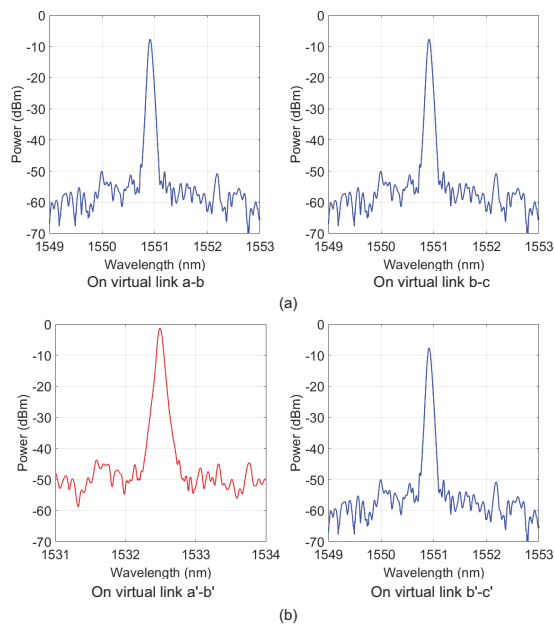 0
-10
-20
-30
-40
-50
-60
-70
Power (dBm)
1549 1550 1551 1552 1553
Wavelength (nm)
On virtual link a-b
0
-10
-20
-30
-40
-50
-60
-70
Power (dBm)
1549 1550 1551 1552 1553
Wavelength (nm)
On virtual link b-c
(a)
0
-10
-20
-30
-40
-50
-60
-70
Power (dBm)
1531 1532 1533 1534
Wavelength (nm)
On virtual link a'-b'
0
-10
-20
-30
-40
-50
-60
-70
Power (dBm)
1549 1550 1551 1552 1553
Wavelength (nm)
On virtual link b'-c'
(b)